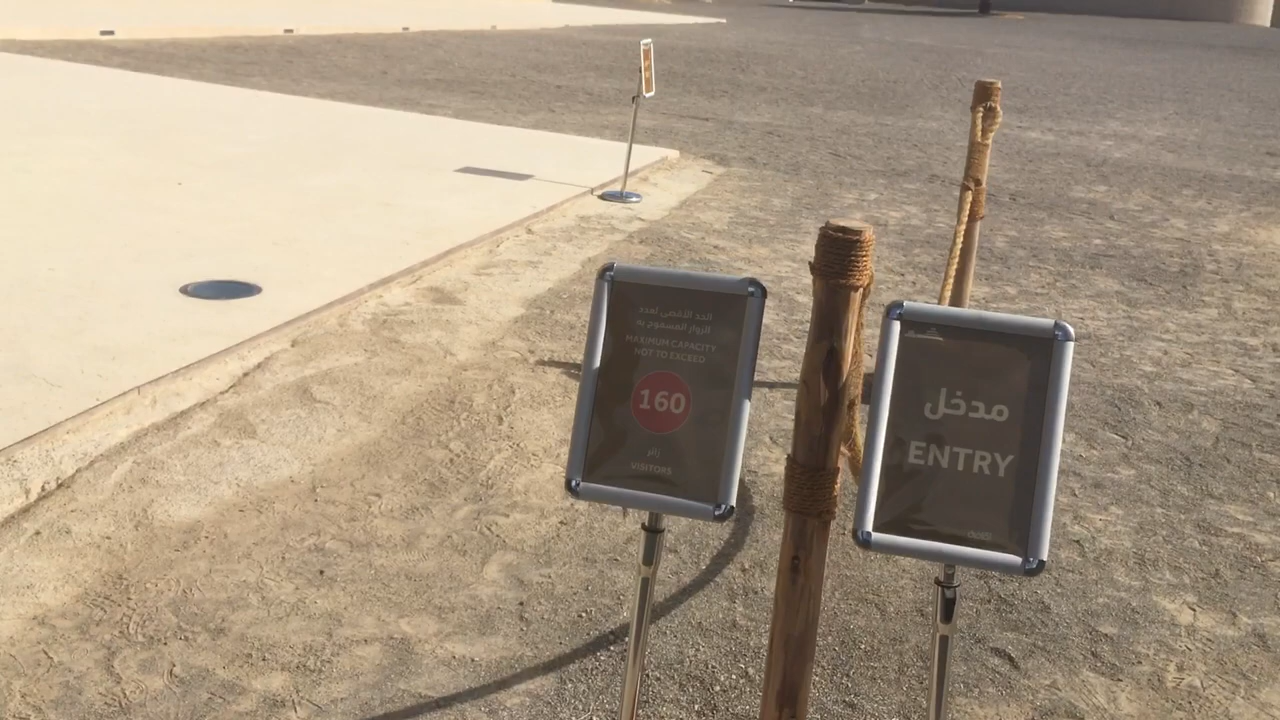 الحد الأقصى لعدد
الزوار المسموح به
MAXIMUM CAPACITY
NOT TO EXCEED
160
زائر
VISITORS
مدخل
ENTRY